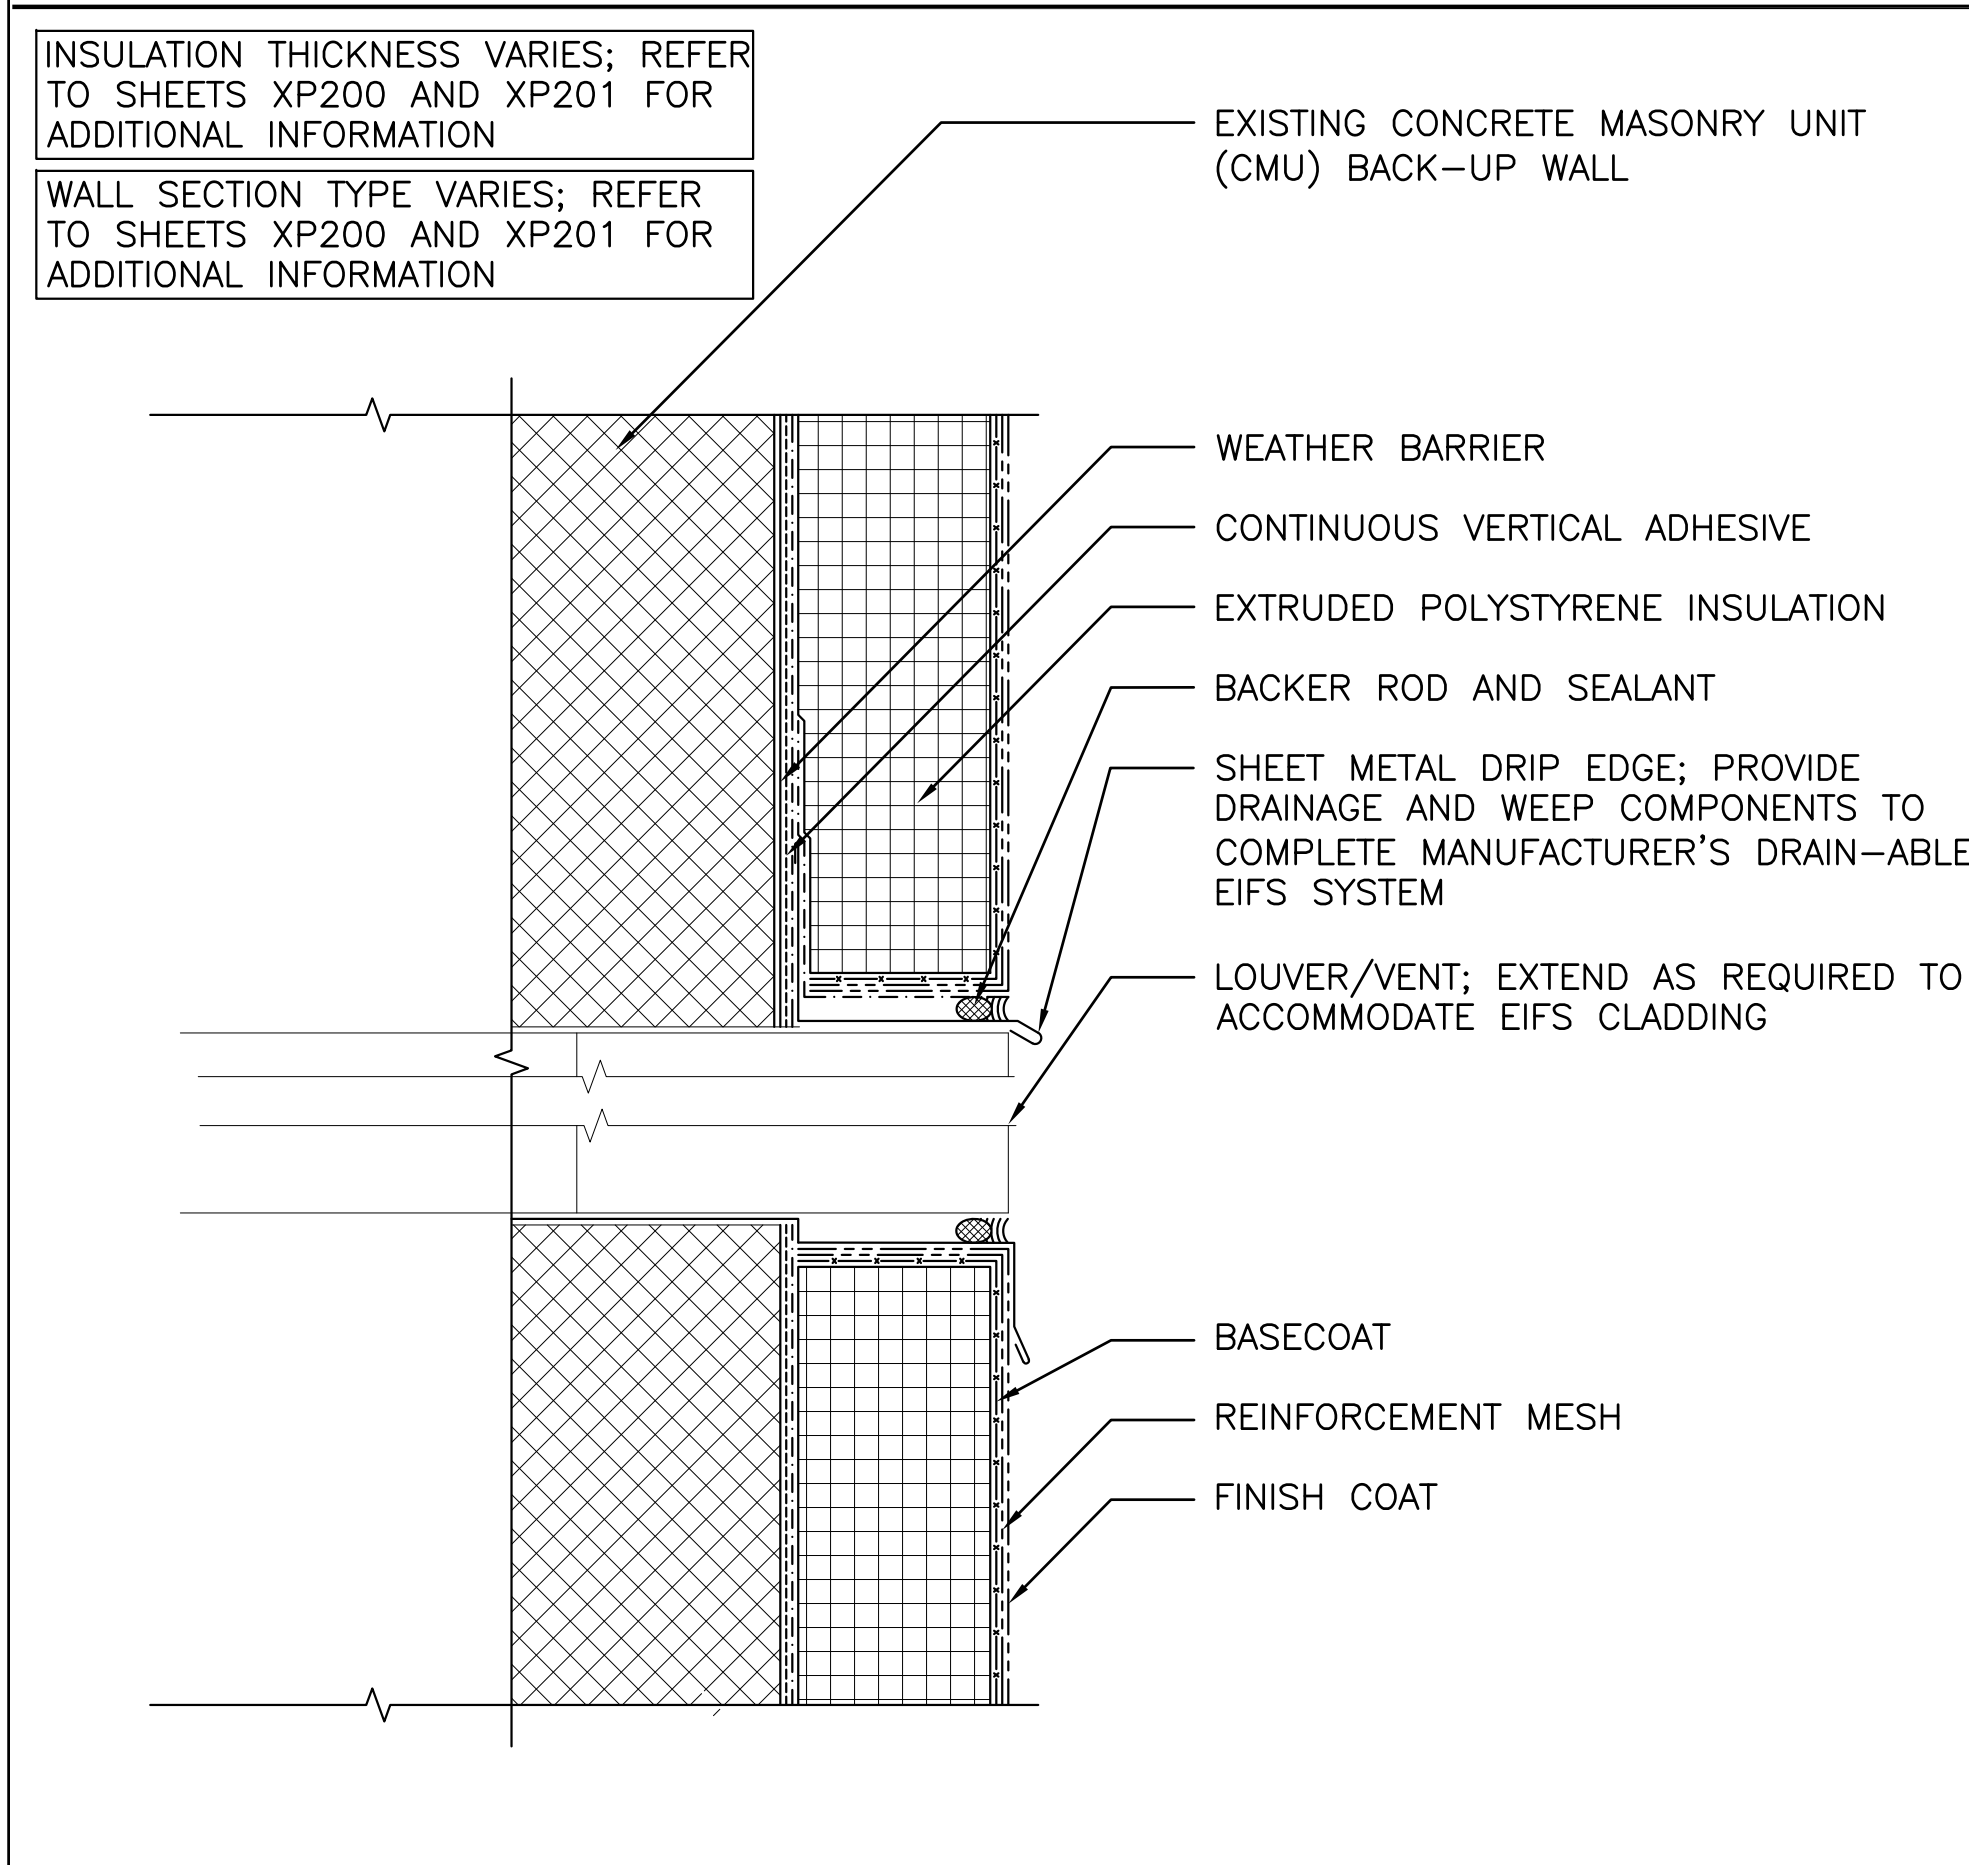 INSULATION THICKNESS VARIES; REFER
TO SHEETS XP200 AND XP201 FOR
ADDITIONAL INFORMATION
WALL SECTION TYPE VARIES; REFER
TO SHEETS XP200 AND XP201 FOR
ADDITIONAL INFORMATION
EXISTING CONCRETE MASONRY UNIT
(CMU) BACK-UP WALL
WEATHER BARRIER
CONTINUOUS VERTICAL ADHESIVE
EXTRUDED POLYSTYRENE INSULATION
BACKER ROD AND SEALANT
SHEET METAL DRIP EDGE; PROVIDE
DRAINAGE AND WEEP COMPONENTS TO
COMPLETE MANUFACTURER'S DRAIN-ABLE
EIFS SYSTEM
LOUVER/VENT; EXTEND AS REQUIRED TO
ACCOMMODATE EIFS CLADDING
BASECOAT
REINFORCEMENT MESH
FINISH COAT